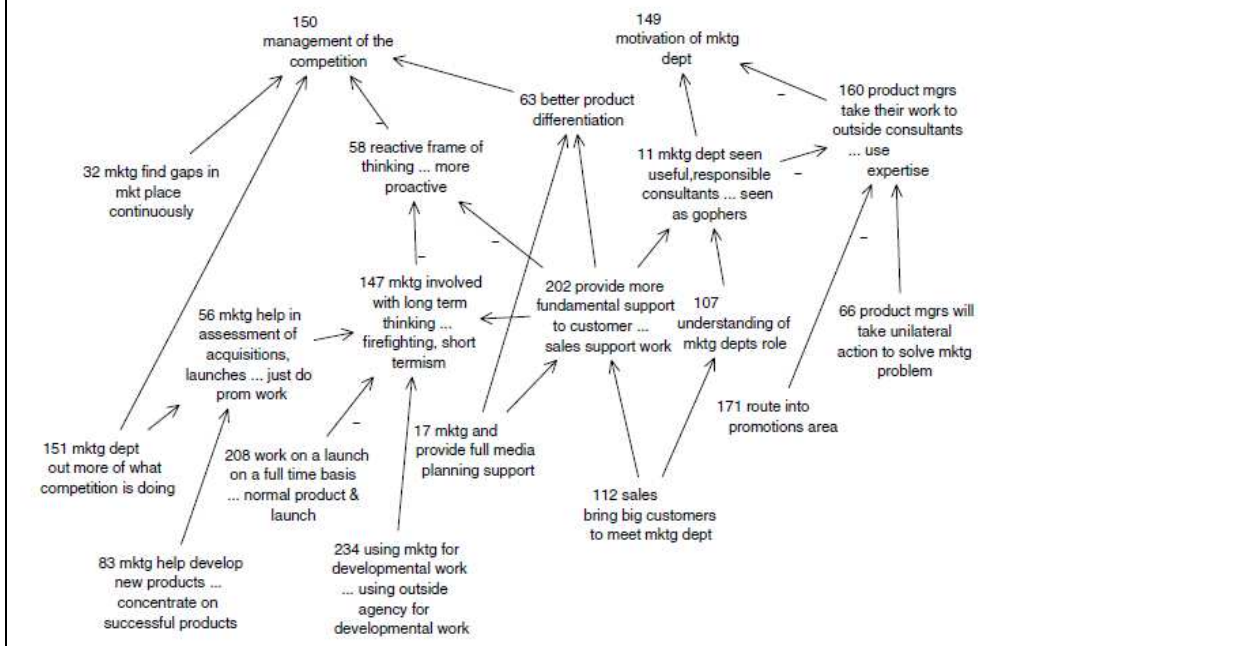 150
management of the
competition
149
motivation of mktg
dept
63 better product
differentiation
160 product mgrs
take their work to
outside consultants
... use
expertise
–
58 reactive frame of
thinking ... more
proactive
–
11 mktg dept seen
useful,responsible
consultants ... seen
as gophers
–
32 mktg find gaps in
mkt place
continuously
–
–
–
147 mktg involved
with long term
thinking ...
firefighting, short
termism
202 provide more
fundamental support
to customer ...
sales support work
107
understanding of
mktg depts role
66 product mgrs will
take unilateral
action to solve mktg
problem
56 mktg help in
assessment of
acquisitions,
launches ... just do
prom work
171 route into
promotions area
–
17 mktg and
provide full media
planning support
151 mktg dept
out more of what
competition is doing
208 work on a launch
on a full time basis
... normal product &
launch
112 sales
bring big customers
to meet mktg dept
234 using mktg for
developmental work
... using outside
agency for
developmental work
83 mktg help develop
new products ...
concentrate on
successful products